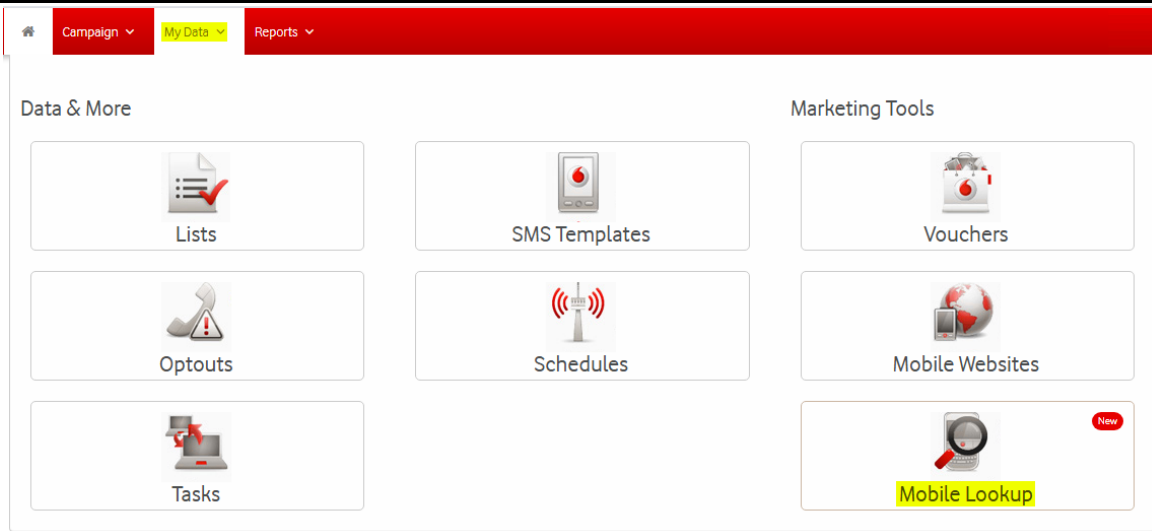 Campaign My Data Reports
Data & More Marketing Tools
Lists SMS Templates Vouchers
Optouts Schedules Mobile Websites
New
Tasks Mobile Lookup